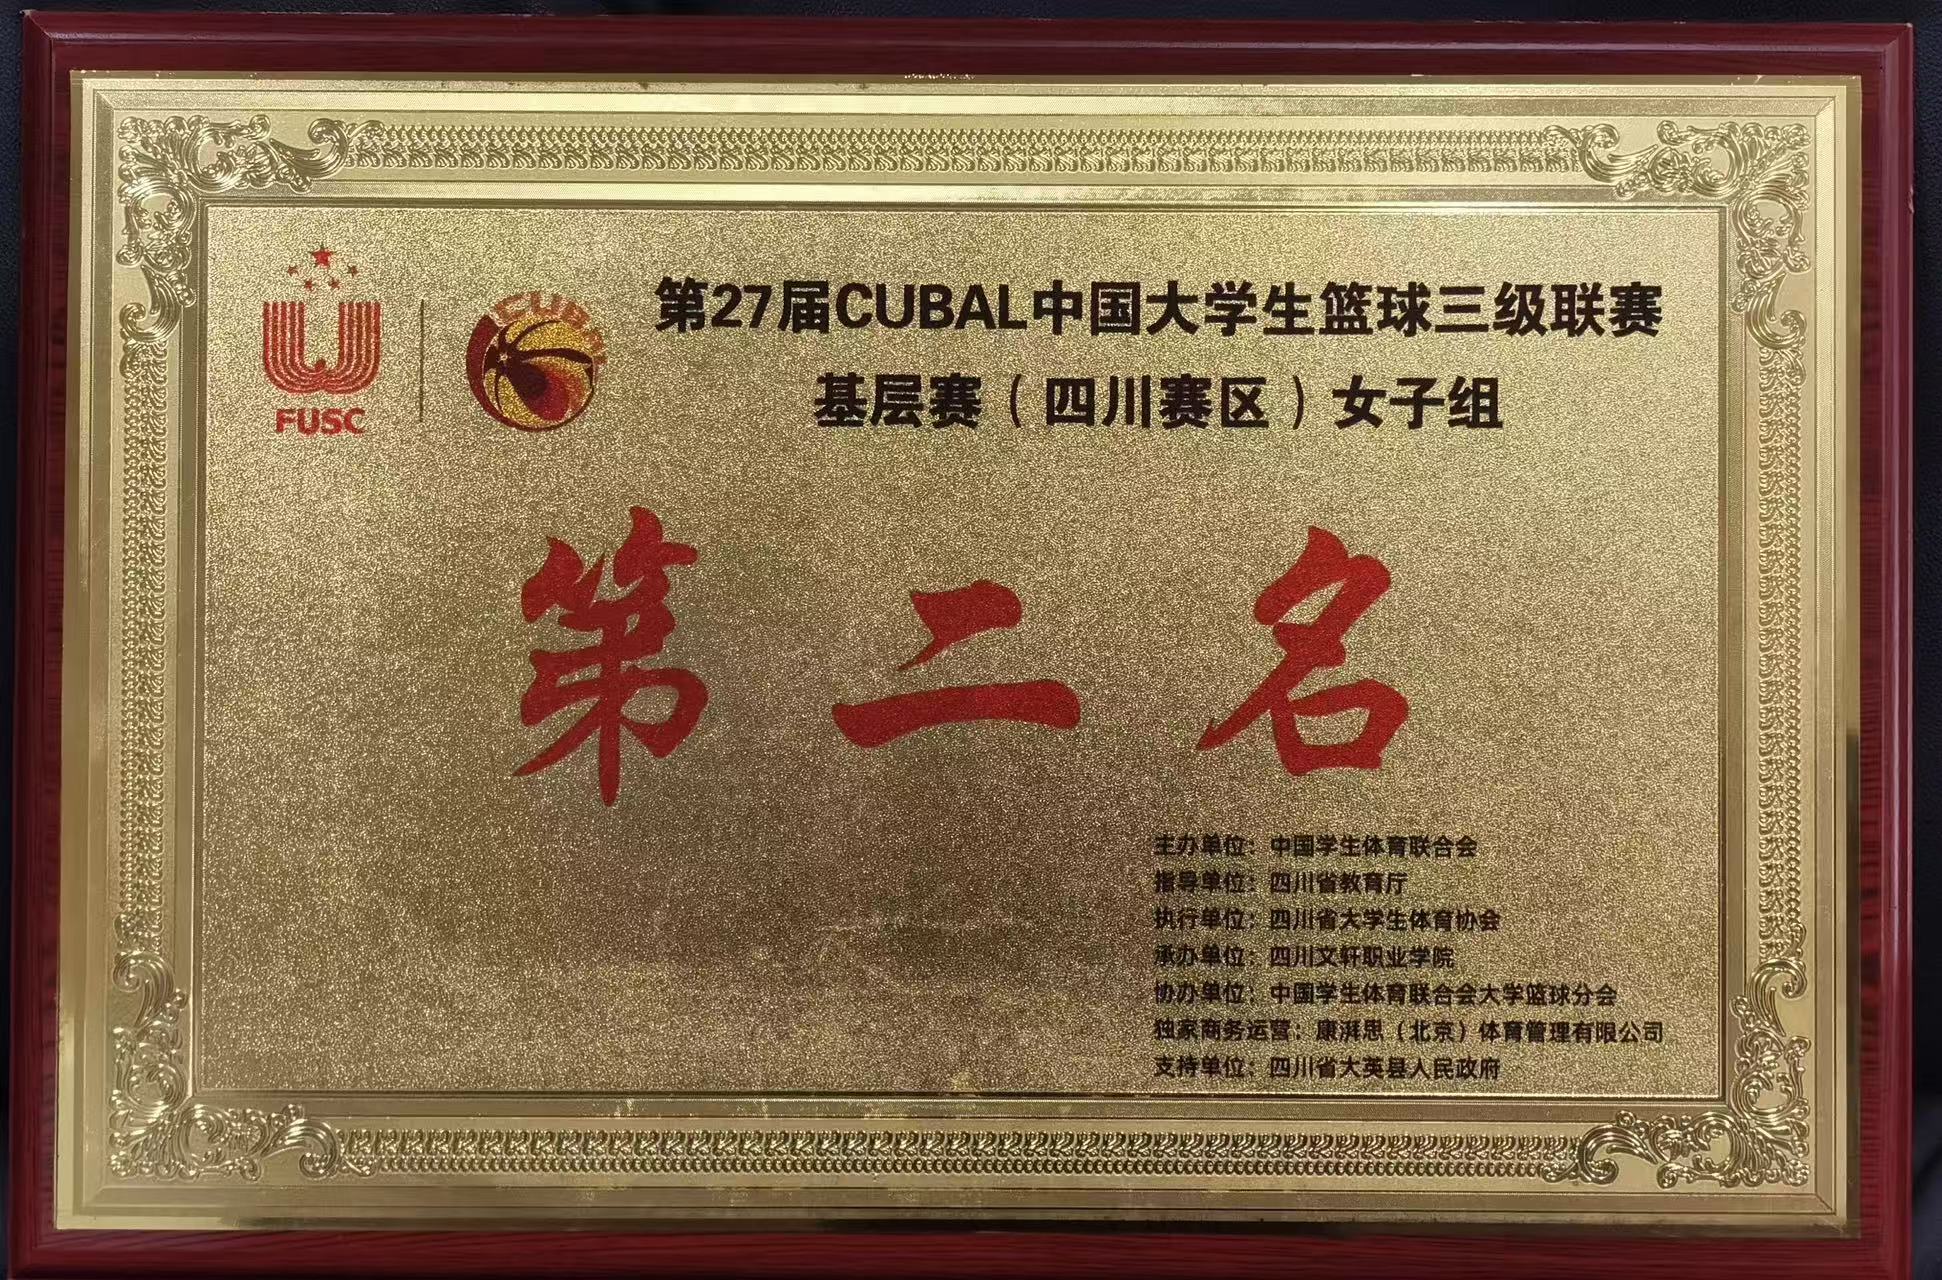 FUSC
CUBAL
第27届CUBAL中国大学生篮球三级联赛
基层赛（四川赛区）女子组
第二名
主办单位：中国学生体育联合会
指导单位：四川省教育厅
执行单位：四川省大学生体育协会
承办单位：四川文轩职业学院
协办单位：中国学生体育联合会大学篮球分会
独家商务运营：康湃思（北京）体育管理有限公司
支持单位：四川省大英县人民政府